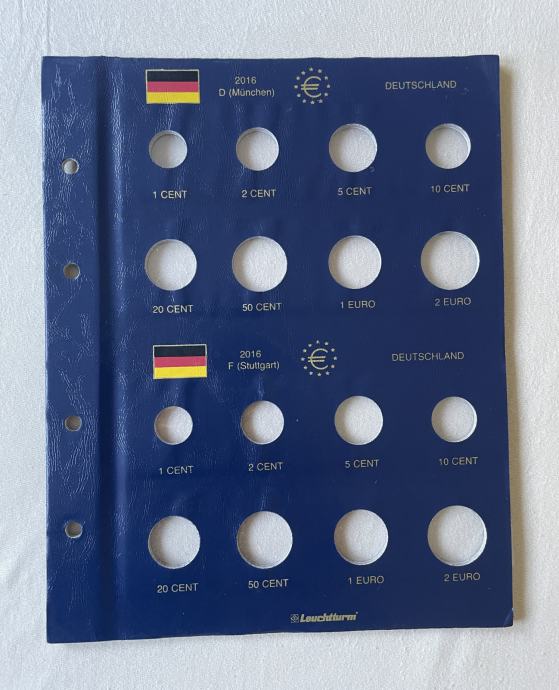 2016
D (München)
DEUTSCHLAND
1 CENT
2 CENT
5 CENT
10 CENT
20 CENT
50 CENT
1 EURO
2 EURO
2016
F (Stuttgart)
DEUTSCHLAND
1 CENT
2 CENT
5 CENT
10 CENT
20 CENT
50 CENT
1 EURO
2 EURO
Leuchtturm